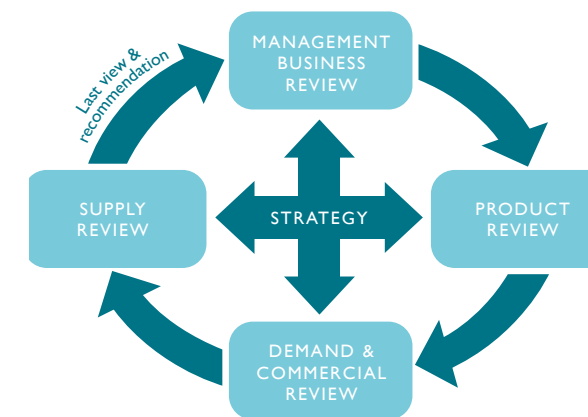 MANAGEMENT
BUSINESS
REVIEW
Last view &
recommendation
SUPPLY
REVIEW
STRATEGY
PRODUCT
REVIEW
DEMAND &
COMMERCIAL
REVIEW